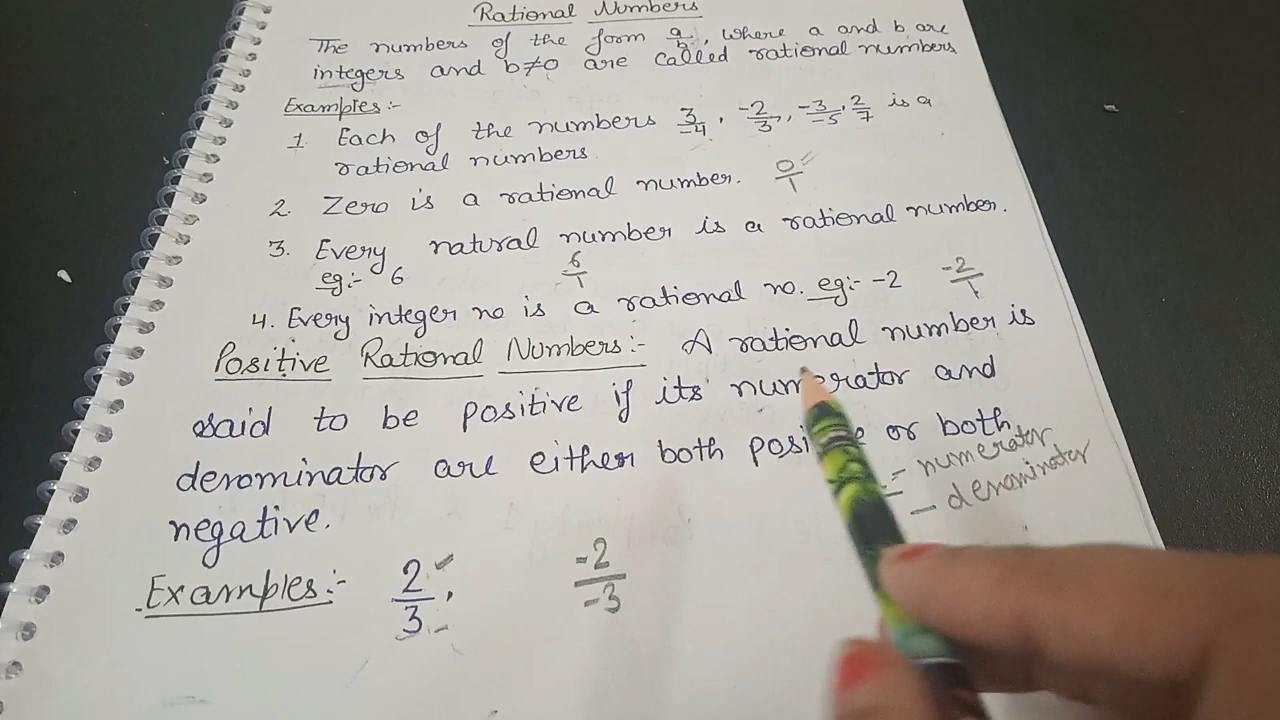 Rational Numbers
The numbers of the form a/b, where a and b are
integers and b≠0 are called rational numbers
Examples:-
1. Each of the numbers 3/-4, -2/3, -3/-5, 2/7 is a
rational numbers.
2. Zero is a rational number. 0/1
3. Every natural number is a rational number.
eg:- 6 6/1
4. Every integer no is a rational no. eg:- -2 -2/1
Positive Rational Numbers:- A rational number is
said to be positive if its numerator and
denominator are either both or both
negative.
- numerator
- denominator
Examples:- 2/3, -2/-3